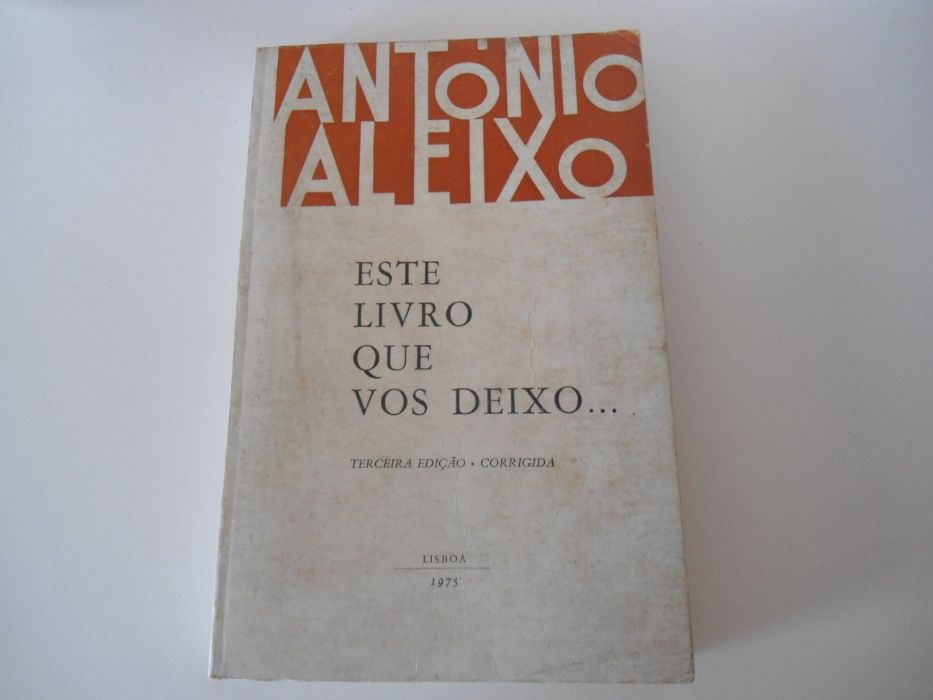 ANTÓNIO
ALEIXO
ESTE
LIVRO
QUE
VOS DEIXO...
TERCEIRA EDIÇÃO • CORRIGIDA
LISBOA
1975